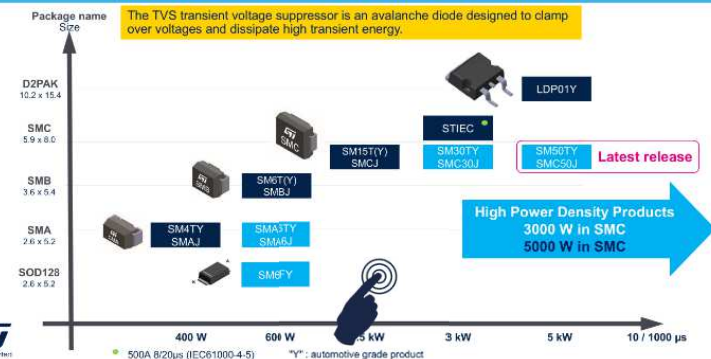 Package name
Size
The TVS transient voltage suppressor is an avalanche diode designed to clamp
over voltages and dissipate high transient energy.
D2PAK
10.2 x 15.4
LDP01Y
SMC
5.9 x 8.0
SMC
STIEC
SM15T(Y)
SMCJ
SM30TY
SMC30J
SM50TY
SMC50J
Latest release
SMB
3.6 x 5.4
SM6T(Y)
SMBJ
High Power Density Products
3000 W in SMC
5000 W in SMC
SMA
2.6 x 5.2
SM4TY
SMAJ
SMA6J
SOD128
2.6 x 5.2
400 W
600 W
3 kW
5 kW
10 / 1000 µs
500A 8/20µs (IEC61000-4-5)
"Y" : automotive grade product